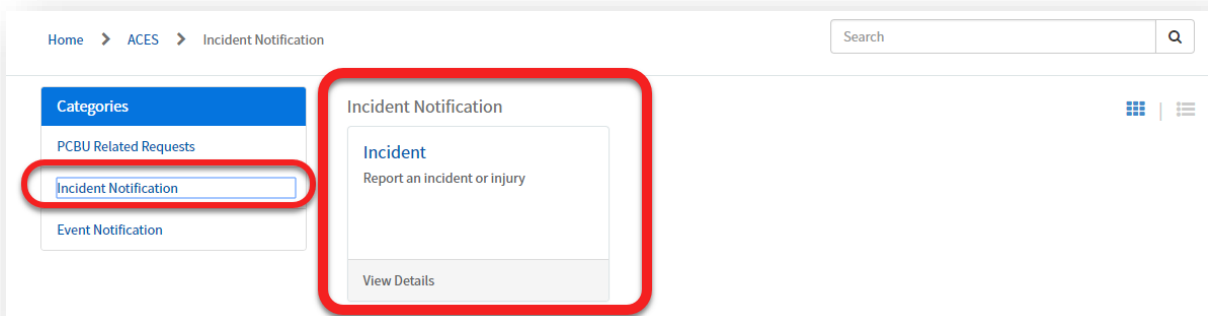 Home > ACES > Incident Notification
Search
Categories
PCBU Related Requests
Incident Notification
Event Notification
Incident Notification
Incident
Report an incident or injury
View Details